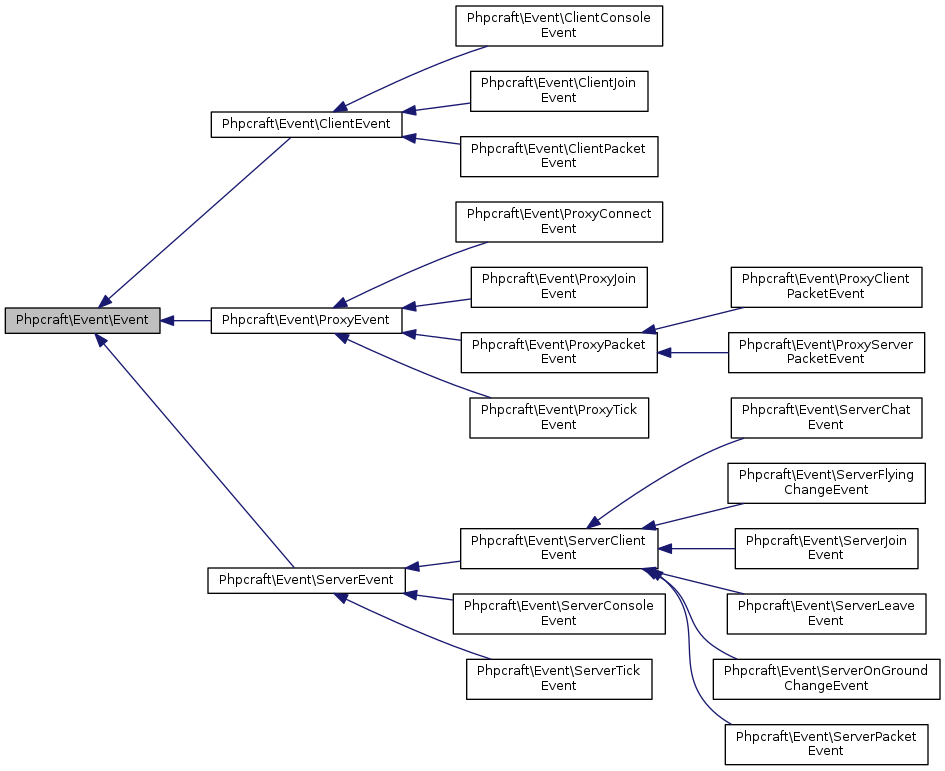 Phpcraft\Event\Event
Phpcraft\Event\ClientEvent
Phpcraft\Event\ClientConsole
Event
Phpcraft\Event\ClientJoin
Event
Phpcraft\Event\ClientPacket
Event
Phpcraft\Event\ProxyEvent
Phpcraft\Event\ProxyConnect
Event
Phpcraft\Event\ProxyJoin
Event
Phpcraft\Event\ProxyPacket
Event
Phpcraft\Event\ProxyClient
PacketEvent
Phpcraft\Event\ProxyServer
PacketEvent
Phpcraft\Event\ProxyTick
Event
Phpcraft\Event\ServerEvent
Phpcraft\Event\ServerClient
Event
Phpcraft\Event\ServerChat
Event
Phpcraft\Event\ServerFlying
ChangeEvent
Phpcraft\Event\ServerJoin
Event
Phpcraft\Event\ServerLeave
Event
Phpcraft\Event\ServerOnGround
ChangeEvent
Phpcraft\Event\ServerPacket
Event
Phpcraft\Event\ServerConsole
Event
Phpcraft\Event\ServerTick
Event